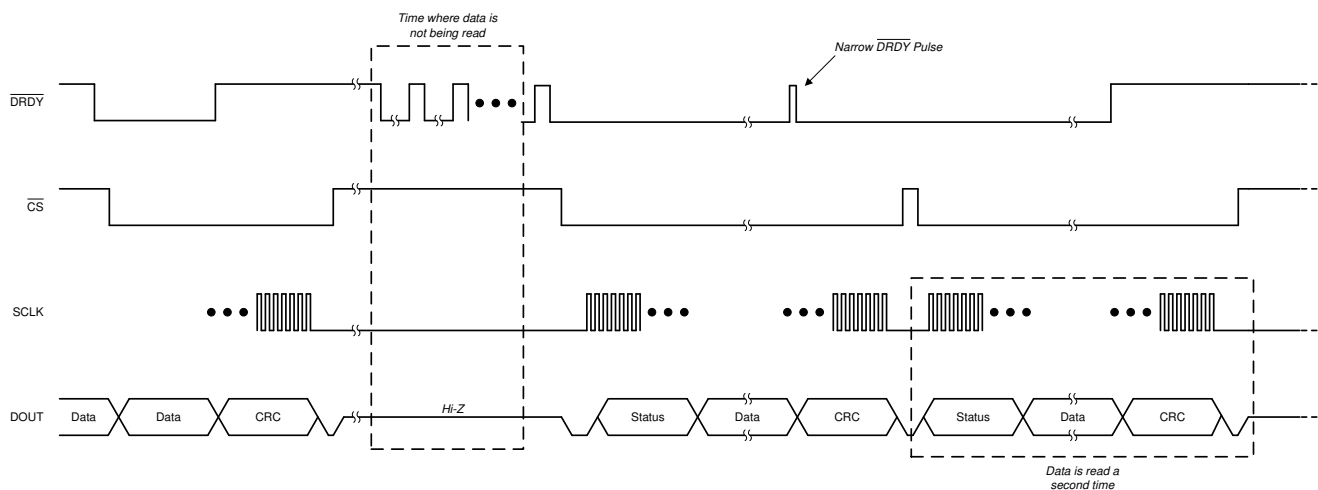 Time where data is
not being read
Narrow DRDY Pulse
DRDY
CS
SCLK
DOUT
Data
Data
CRC
Hi-Z
Status
Data
CRC
Status
Data
CRC
Data is read a
second time